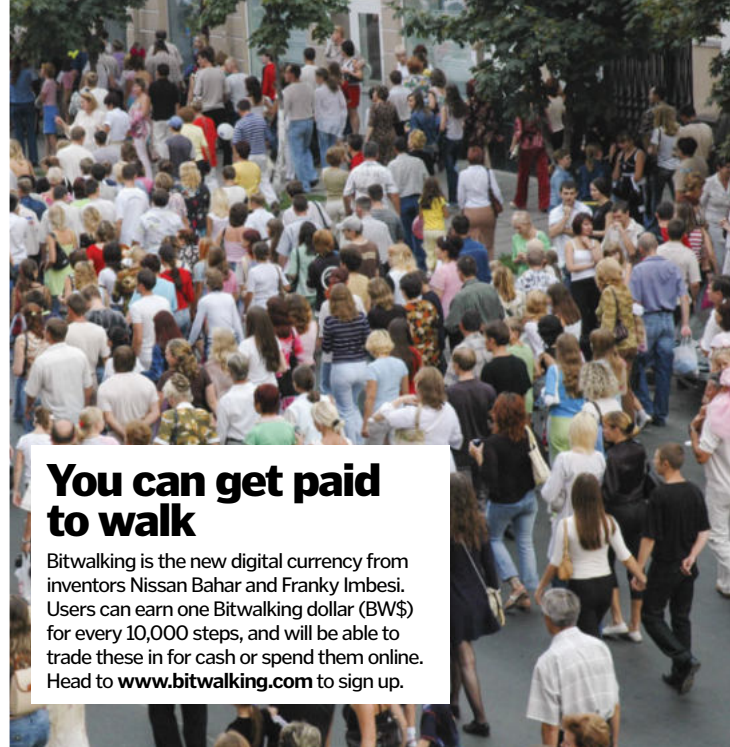 You can get paid
to walk
Bitwalking is the new digital currency from
inventors Nissan Bahar and Franky Imbesi.
Users can earn one Bitwalking dollar (BW$)
for every 10,000 steps, and will be able to
trade these in for cash or spend them online.
Head to www.bitwalking.com to sign up.